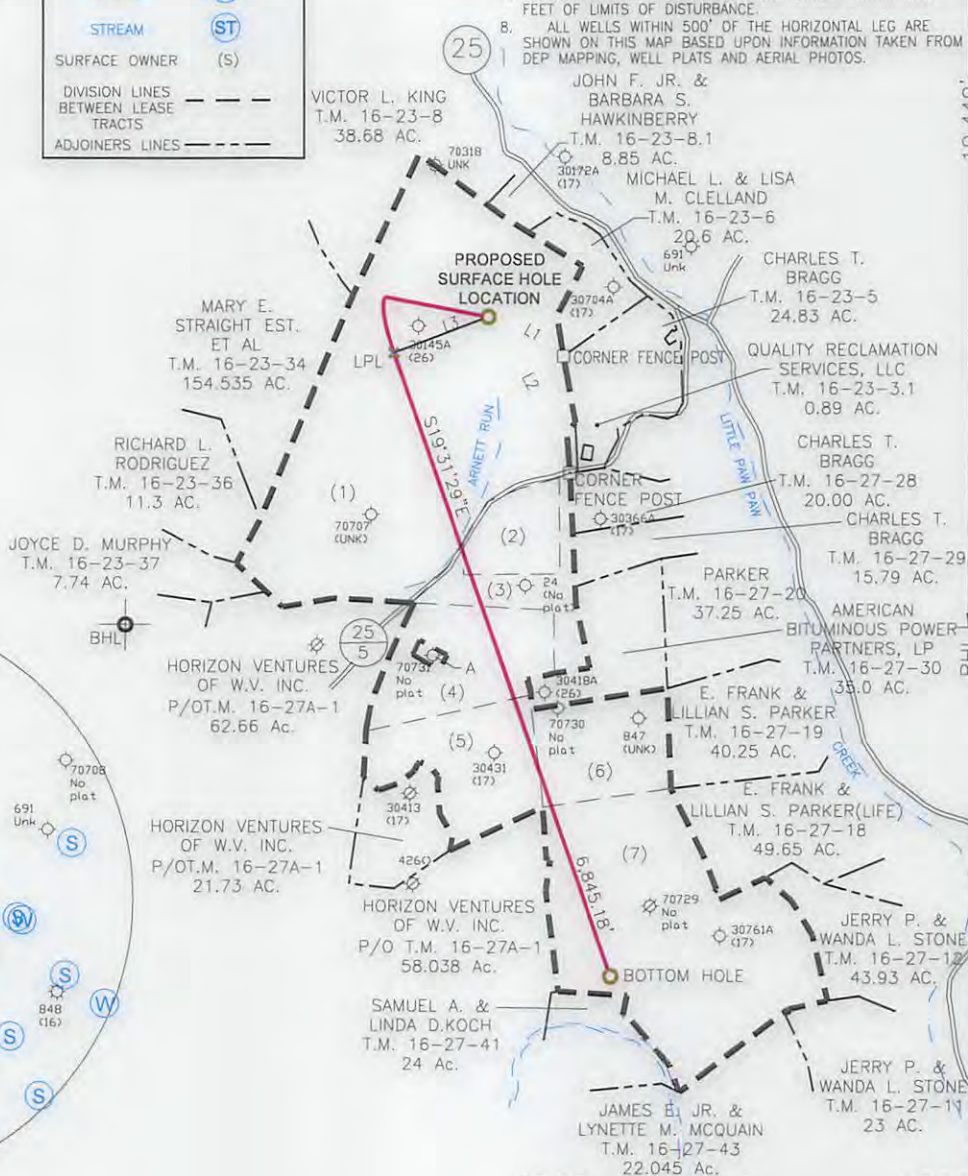 FEET OF LIMITS OF DISTURBANCE.
8. ALL WELLS WITHIN 500' OF THE HORIZONTAL LEG ARE
SHOWN ON THIS MAP BASED UPON INFORMATION TAKEN FROM
DEP MAPPING, WELL PLATS AND AERIAL PHOTOS.
STREAM
ST
SURFACE OWNER
(S)
DIVISION LINES
BETWEEN LEASE
TRACTS
ADJOINERS LINES
25
VICTOR L. KING
T.M. 16-23-8
38.68 AC.
70318
UNK
JOHN F. JR. &
BARBARA S.
HAWKINBERRY
T.M. 16-23-8.1
8.85 AC.
30172A
(17)
MICHAEL L. & LISA
M. CLELLAND
T.M. 16-23-6
20.6 AC.
691
Unk
PROPOSED
SURFACE HOLE
LOCATION
30704A
(17)
CHARLES T.
BRAGG
T.M. 16-23-5
24.83 AC.
MARY E.
STRAIGHT EST.
ET AL
T.M. 16-23-34
154.535 AC.
L3
30145A
(26)
LPL
L1
L2
CORNER FENCE POST
QUALITY RECLAMATION
SERVICES, LLC
T.M. 16-23-3.1
0.89 AC.
S19°31'29"E
ARNETT RUN
LITTLE PAW PAW
CREEK
RICHARD L.
RODRIGUEZ
T.M. 16-23-36
11.3 AC.
CORNER
FENCE POST
CHARLES T.
BRAGG
T.M. 16-27-28
20.00 AC.
(1)
70707
(UNK)
(2)
30366A
(17)
CHARLES T.
BRAGG
T.M. 16-27-29
15.79 AC.
JOYCE D. MURPHY
T.M. 16-23-37
7.74 AC.
(3)
24
(No
plat)
PARKER
T.M. 16-27-20
37.25 AC.
AMERICAN
BITUMINOUS POWER
PARTNERS, LP
T.M. 16-27-30
35.0 AC.
BHL
25
5
HORIZON VENTURES
OF W.V. INC.
P/OT.M. 16-27A-1
62.66 Ac.
70731
No
plat
A
(4)
30418A
(26)
70730
No
plat
847
(UNK)
E. FRANK &
LILLIAN S. PARKER
T.M. 16-27-19
40.25 AC.
(5)
30431
(17)
(6)
30413
(17)
E. FRANK &
LILLIAN S. PARKER(LIFE)
T.M. 16-27-18
49.65 AC.
70708
No
plat
691
Unk
S
HORIZON VENTURES
OF W.V. INC.
P/OT.M. 16-27A-1
21.73 AC.
(7)
6,845.18'
HORIZON VENTURES
OF W.V. INC.
P/O T.M. 16-27A-1
58.038 Ac.
70729
No
plat
30761A
(17)
JERRY P. &
WANDA L. STONE
T.M. 16-27-12
43.93 AC.
W
S
848
(16)
W
S
S
BOTTOM HOLE
SAMUEL A. &
LINDA D.KOCH
T.M. 16-27-41
24 Ac.
JERRY P. &
WANDA L. STONE
T.M. 16-27-11
23 AC.
JAMES E. JR. &
LYNETTE M. MCQUAIN
T.M. 16-27-43
22.045 Ac.